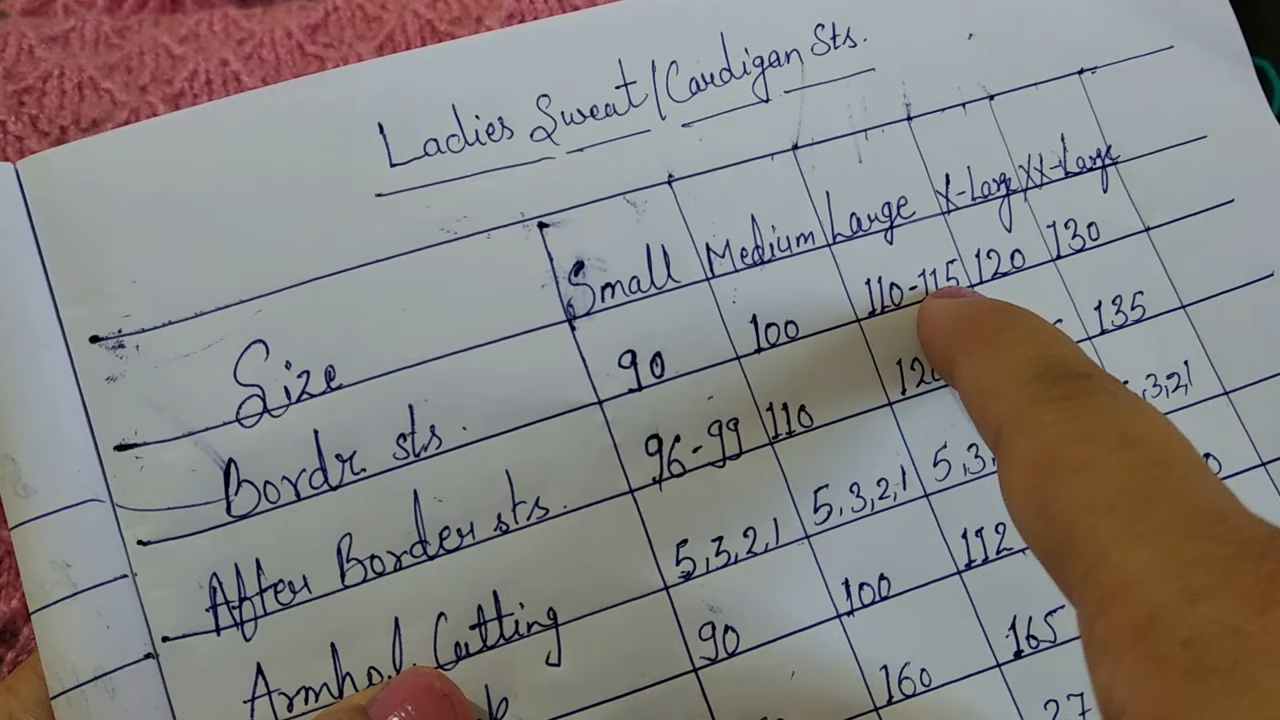 Ladies Sweat/Cardigan Sts.
Size Small Medium Large X-Large XX-Large
Bordr sts. 90 100 110-115 120 130
After Border sts. 96-99 110 135
Armhol Cutting 5,3,2,1 5,3,2,1 5,3, 3,2,1
90 100 112
160 165
27